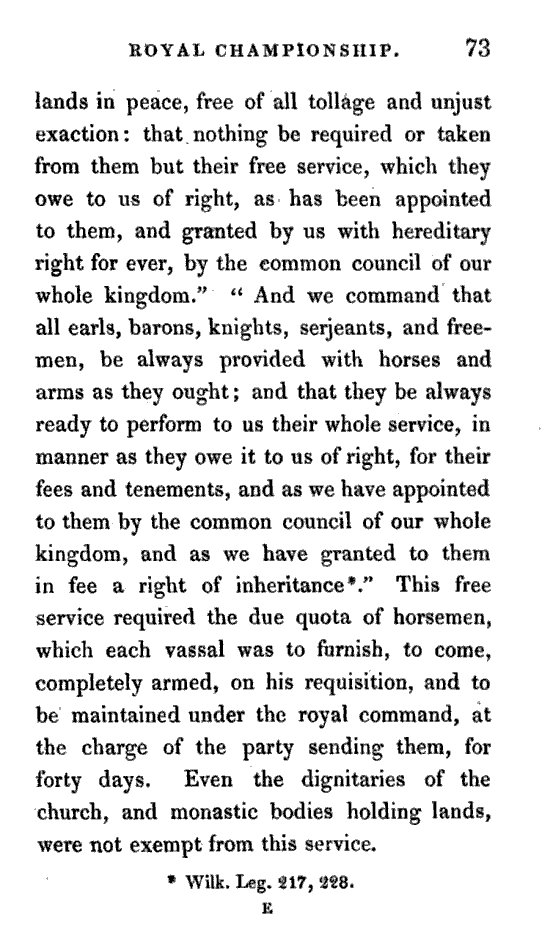 ROYAL CHAMPIONSHIP. 73
lands in peace, free of all tollage and unjust
exaction: that nothing be required or taken
from them but their free service, which they
owe to us of right, as has been appointed
to them, and granted by us with hereditary
right for ever, by the common council of our
whole kingdom.” “ And we command that
all earls, barons, knights, serjeants, and free-
men, be always provided with horses and
arms as they ought; and that they be always
ready to perform to us their whole service, in
manner as they owe it to us of right, for their
fees and tenements, and as we have appointed
to them by the common council of our whole
kingdom, and as we have granted to them
in fee a right of inheritance*.” This free
service required the due quota of horsemen,
which each vassal was to furnish, to come,
completely armed, on his requisition, and to
be maintained under the royal command, at
the charge of the party sending them, for
forty days. Even the dignitaries of the
church, and monastic bodies holding lands,
were not exempt from this service.
* Wilk. Leg. 217, 228.
E